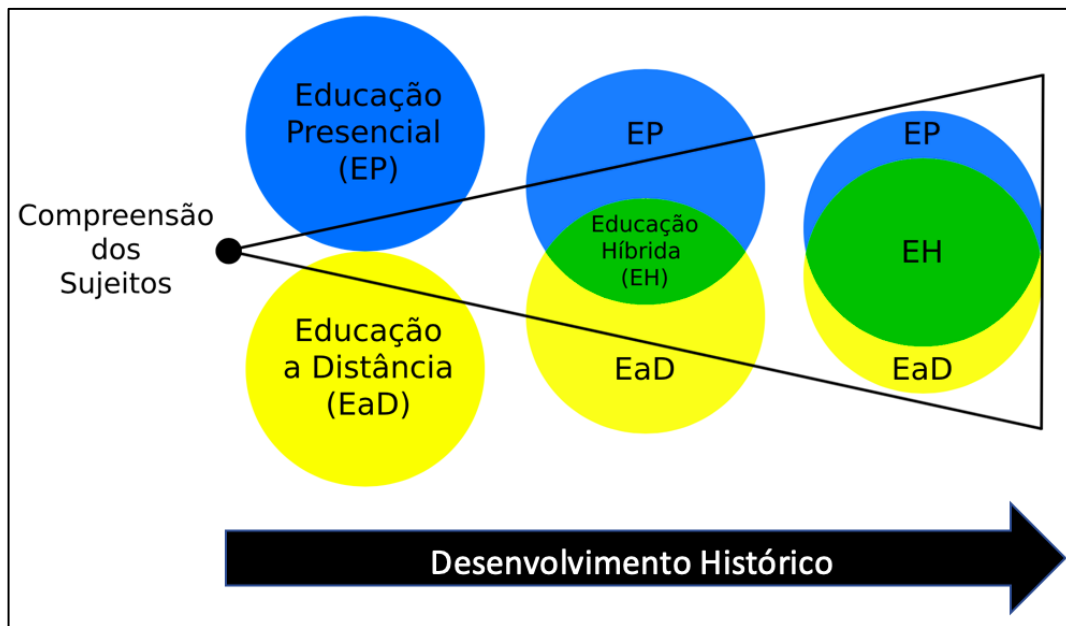 Compreensão
dos
Sujeitos
Educação
Presencial
(EP)
Educação
a Distância
(EaD)
EP
Educação
Híbrida
(EH)
EaD
EP
EH
EaD
Desenvolvimento Histórico